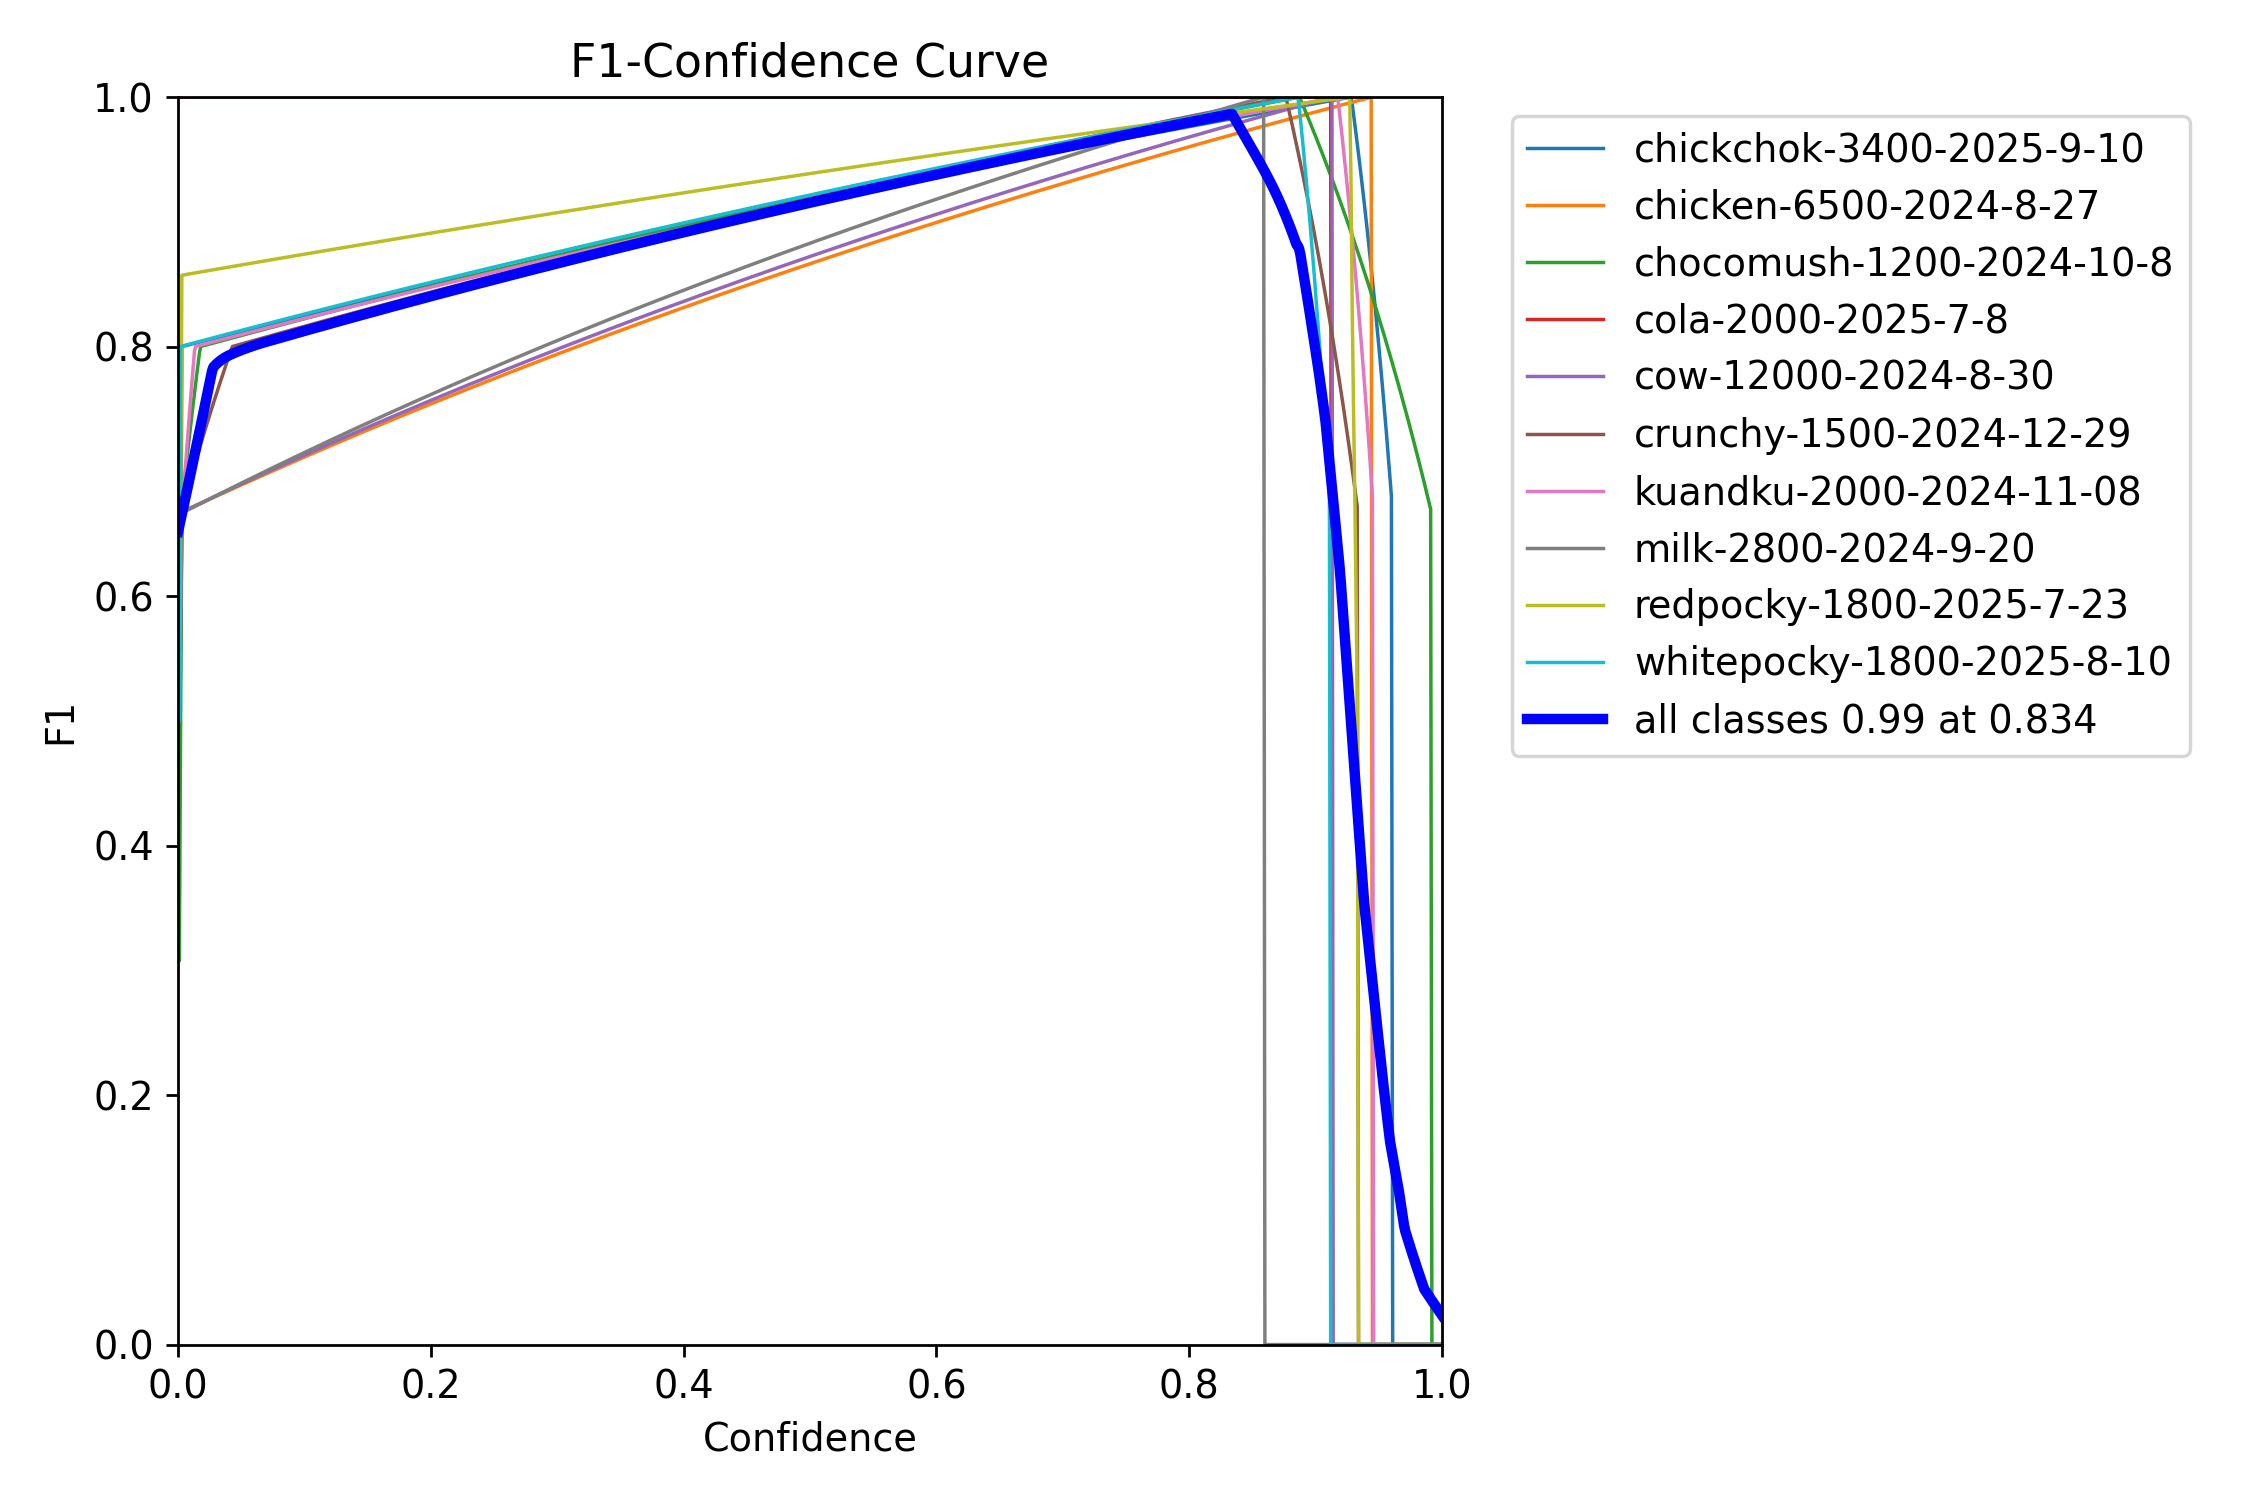 F1-Confidence Curve
1.0
0.8
0.6
0.4
0.2
0.0
F1
0.0 0.2 0.4 0.6 0.8 1.0
Confidence
chickchok-3400-2025-9-10
chicken-6500-2024-8-27
chocomush-1200-2024-10-8
cola-2000-2025-7-8
cow-12000-2024-8-30
crunchy-1500-2024-12-29
kuandku-2000-2024-11-08
milk-2800-2024-9-20
redpocky-1800-2025-7-23
whitepocky-1800-2025-8-10
all classes 0.99 at 0.834